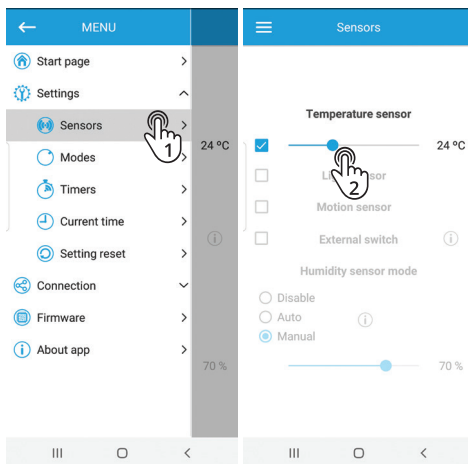 MENU
Start page
Settings
Sensors
1
24 ºC
Modes
Timers
Current time
Setting reset
Connection
Firmware
About app
70 %
Sensors
Temperature sensor
24 ºC
2
Motion sensor
External switch
Humidity sensor mode
Disable
Auto
Manual
70 %